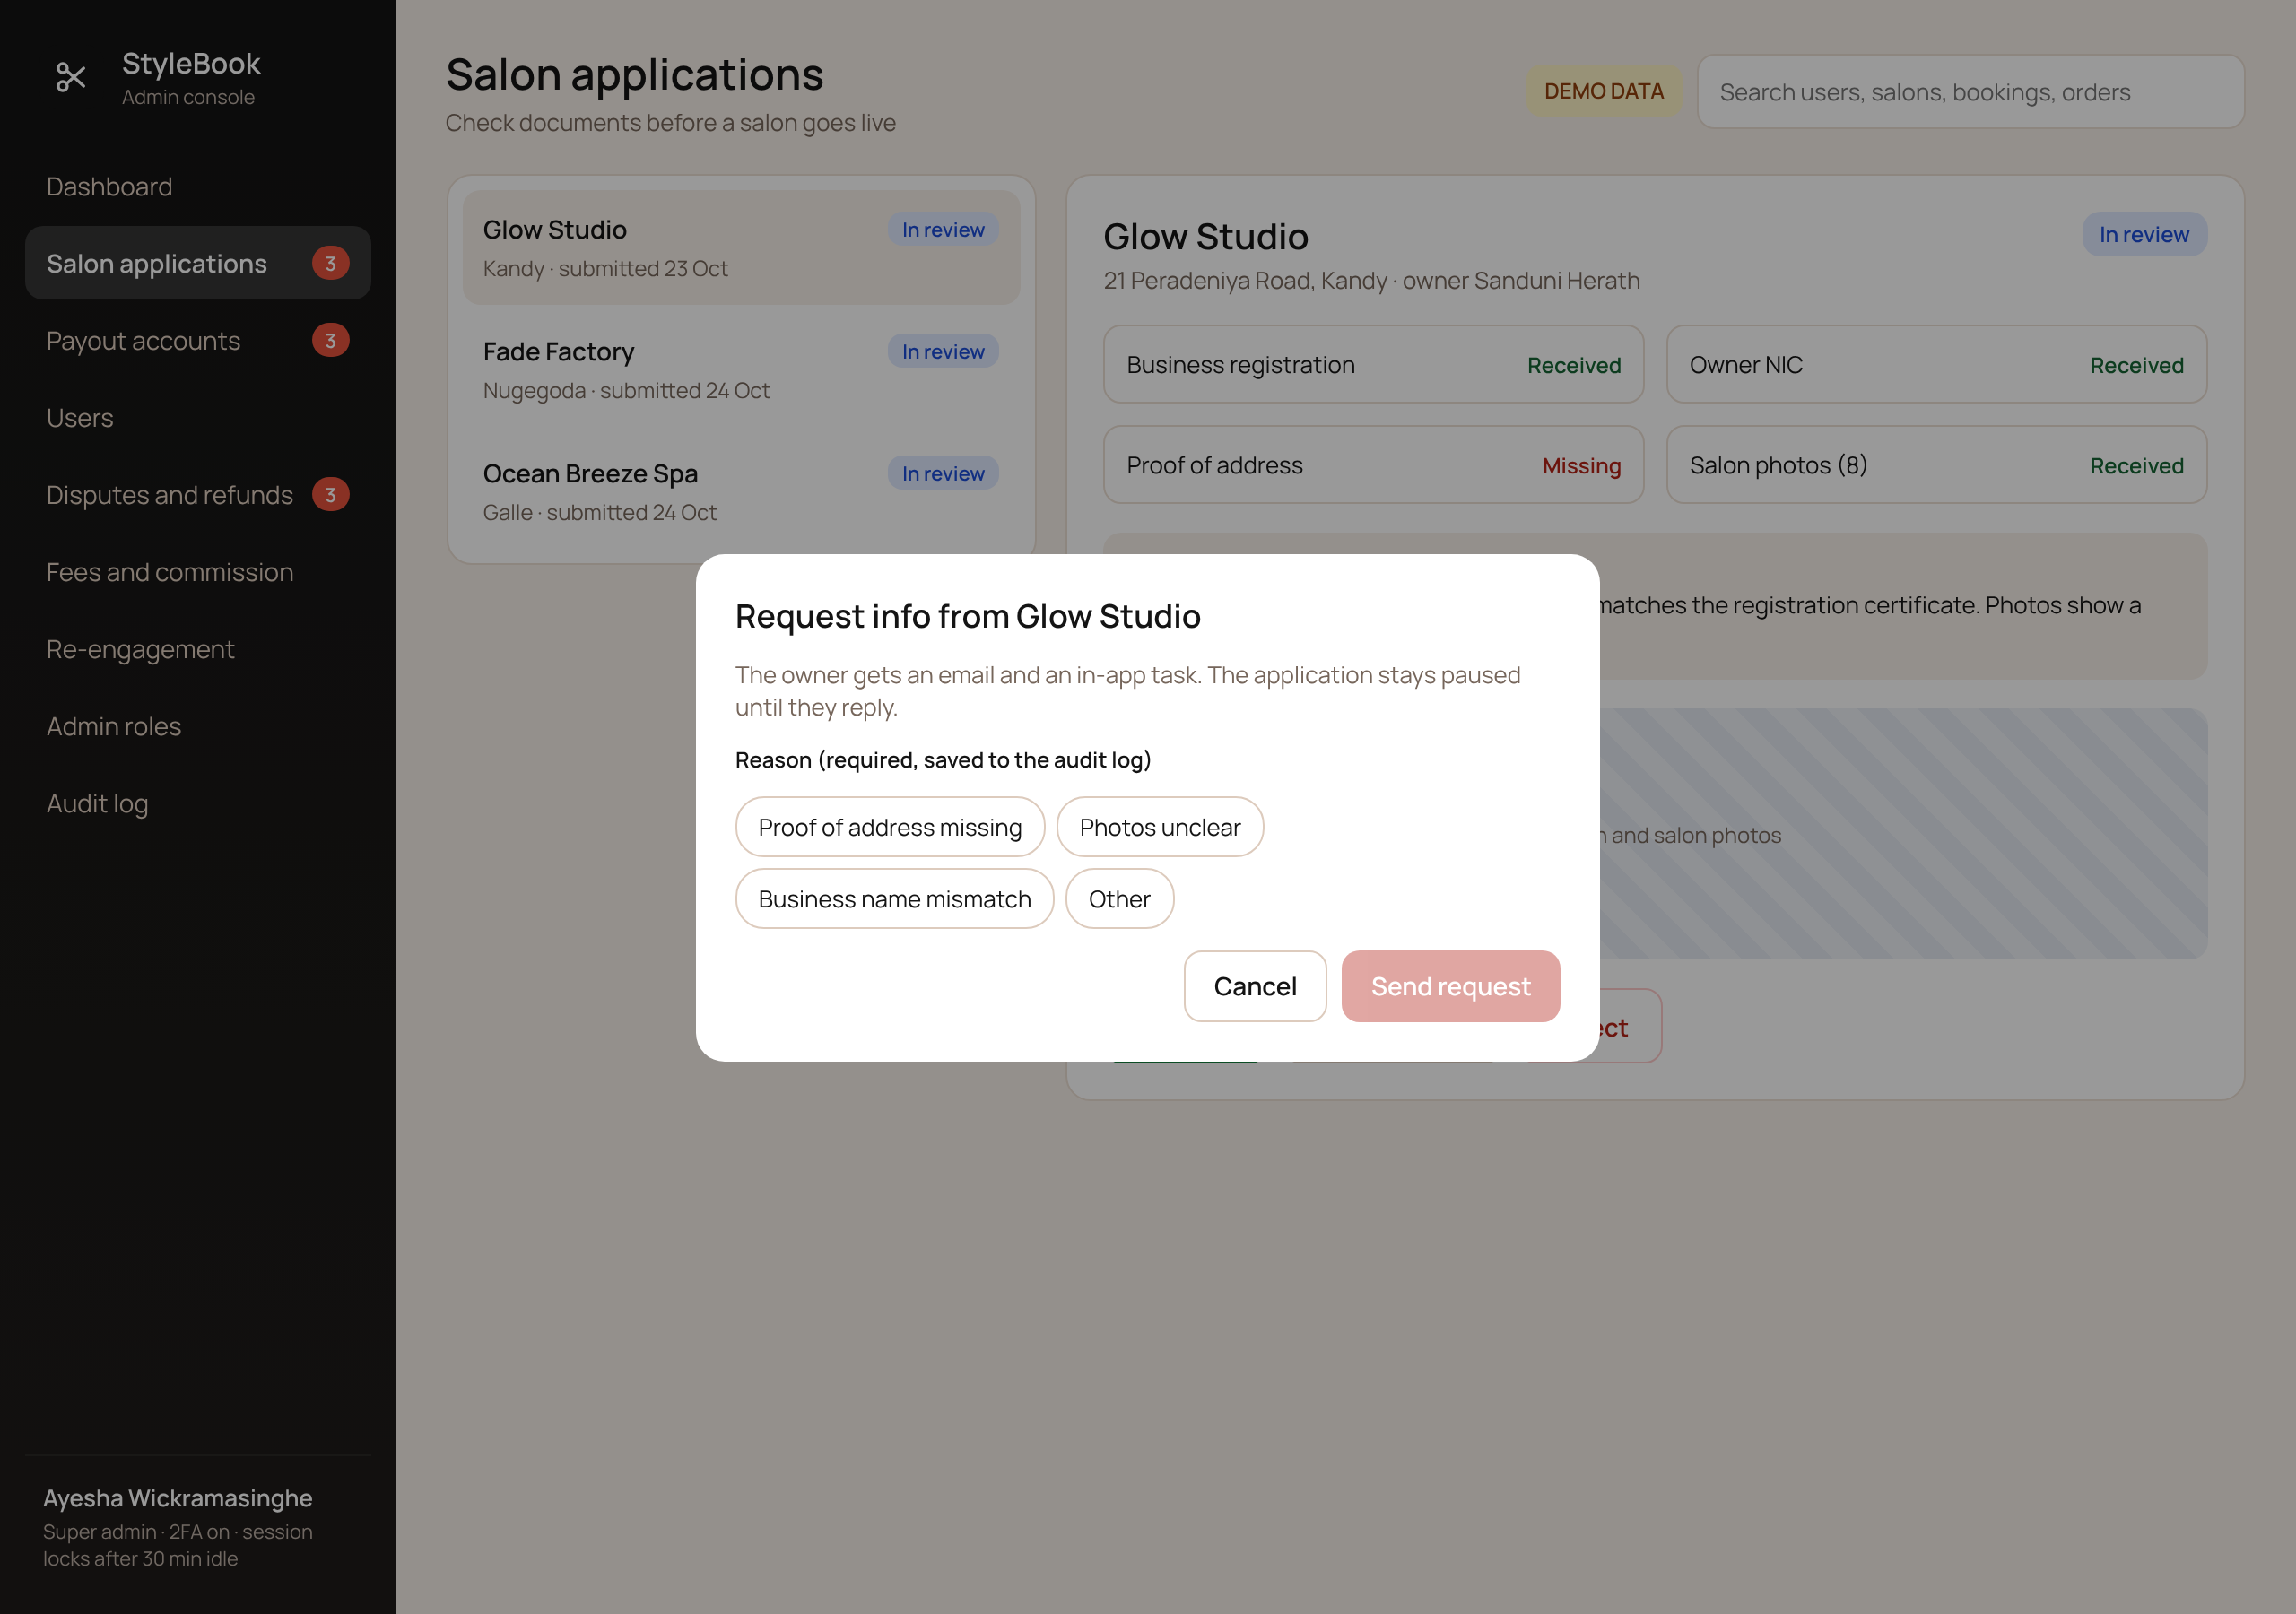 StyleBook
Admin console
Dashboard
Salon applications 3
Payout accounts 3
Users
Disputes and refunds 3
Fees and commission
Re-engagement
Admin roles
Audit log
Ayesha Wickramasinghe
Super admin · 2FA on · session
locks after 30 min idle
Salon applications
Check documents before a salon goes live
DEMO DATA
Search users, salons, bookings, orders
Glow Studio In review
Kandy · submitted 23 Oct
Fade Factory In review
Nugegoda · submitted 24 Oct
Ocean Breeze Spa In review
Galle · submitted 24 Oct
Glow Studio In review
21 Peradeniya Road, Kandy · owner Sanduni Herath
Business registration Received
Owner NIC Received
Proof of address Missing
Salon photos (8) Received
matches the registration certificate. Photos show a
and salon photos
Request info from Glow Studio
The owner gets an email and an in-app task. The application stays paused
until they reply.
Reason (required, saved to the audit log)
Proof of address missing
Photos unclear
Business name mismatch
Other
Cancel
Send request